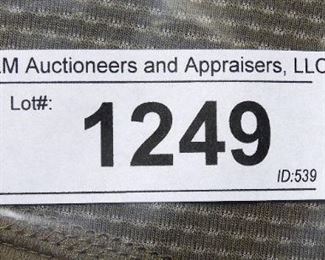 M Auctioneers and Appraisers, LLC
Lot#:
1249
ID:539